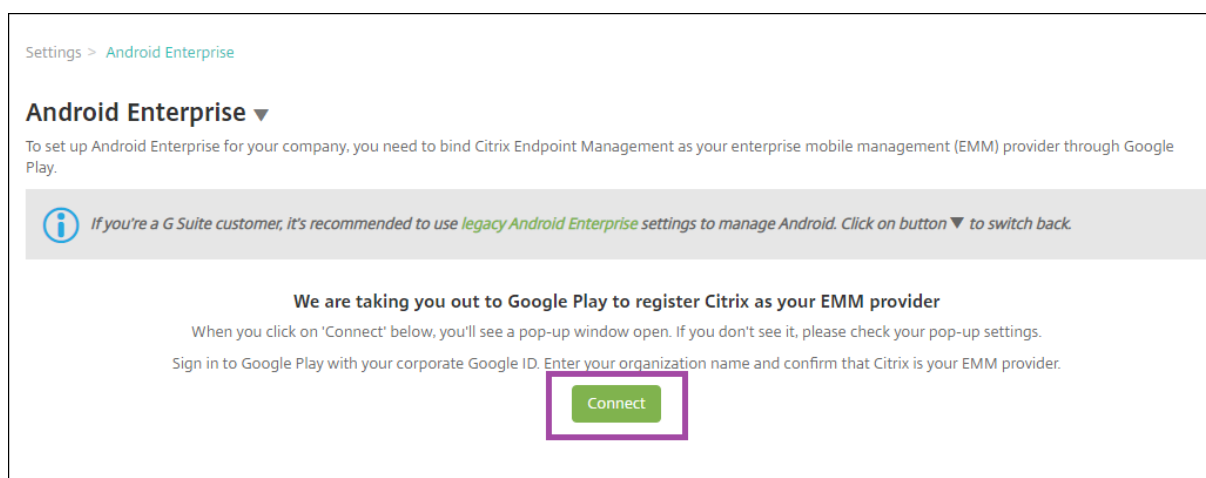 Settings > Android Enterprise
Android Enterprise ▼
To set up Android Enterprise for your company, you need to bind Citrix Endpoint Management as your enterprise mobile management (EMM) provider through Google
Play.
If you're a G Suite customer, it's recommended to use legacy Android Enterprise settings to manage Android. Click on button ▼ to switch back.
We are taking you out to Google Play to register Citrix as your EMM provider
When you click on 'Connect' below, you'll see a pop-up window open. If you don't see it, please check your pop-up settings.
Sign in to Google Play with your corporate Google ID. Enter your organization name and confirm that Citrix is your EMM provider.
Connect